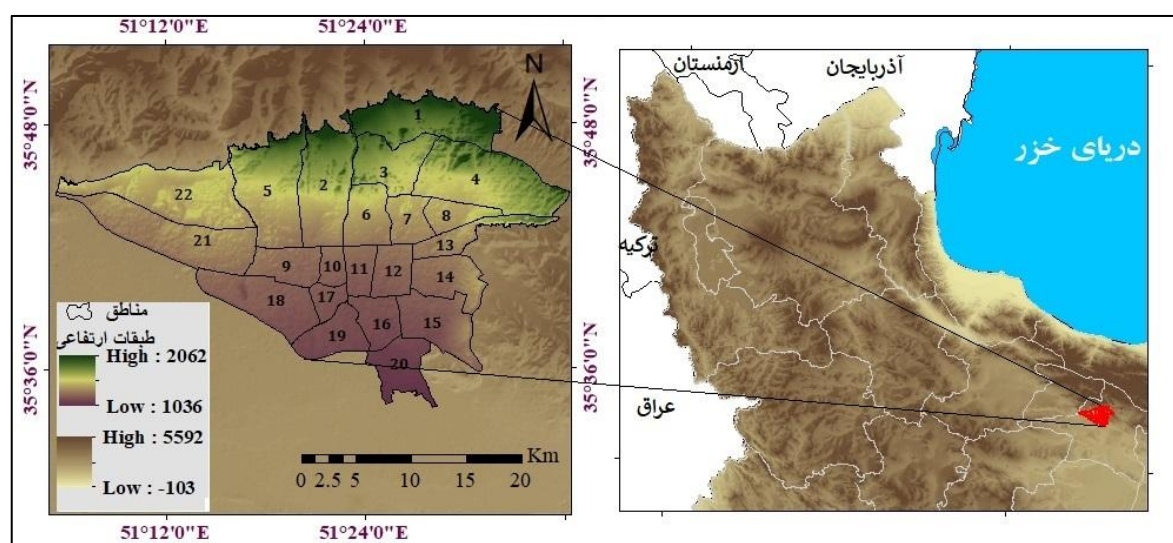 51°12'0"E
51°24'0"E
35°48'0"N
35°36'0"N
N
1
2
3
4
5
6
7
8
9
10
11
12
13
14
15
16
17
18
19
20
21
22
مناطق
طبقات ارتفاعی
High : 2062
Low : 1036
High : 5592
Low : -103
0 2.5 5 10 15 20 Km
51°12'0"E
51°24'0"E
35°48'0"N
35°36'0"N
ارمنستان
آذربایجان
دریای خزر
ترکیه
عراق